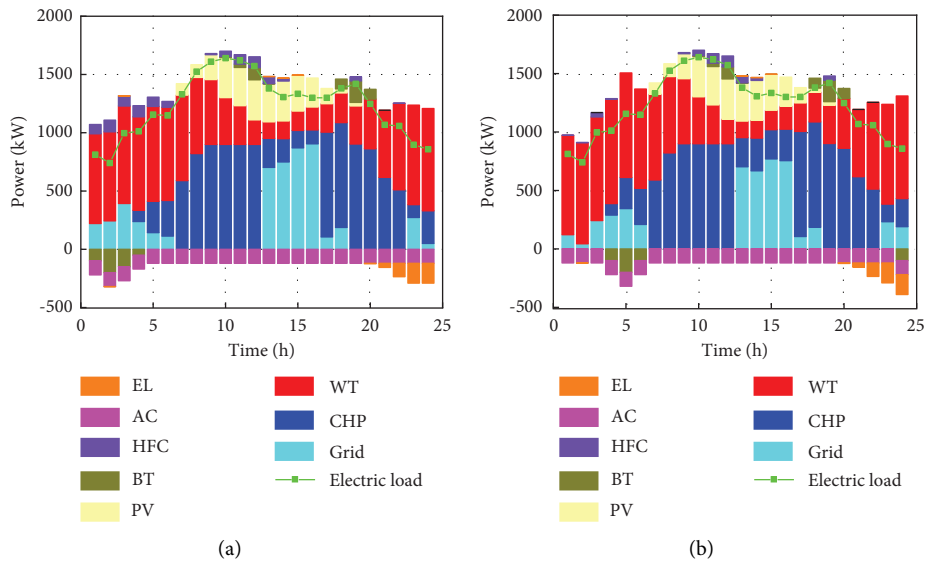 2000
1500
1000
500
0
-500
Power (kW)
0 5 10 15 20 25
Time (h)
EL
AC
HFC
BT
PV
WT
CHP
Grid
Electric load
(a)
2000
1500
1000
500
0
-500
Power (kW)
0 5 10 15 20 25
Time (h)
EL
AC
HFC
BT
PV
WT
CHP
Grid
Electric load
(b)